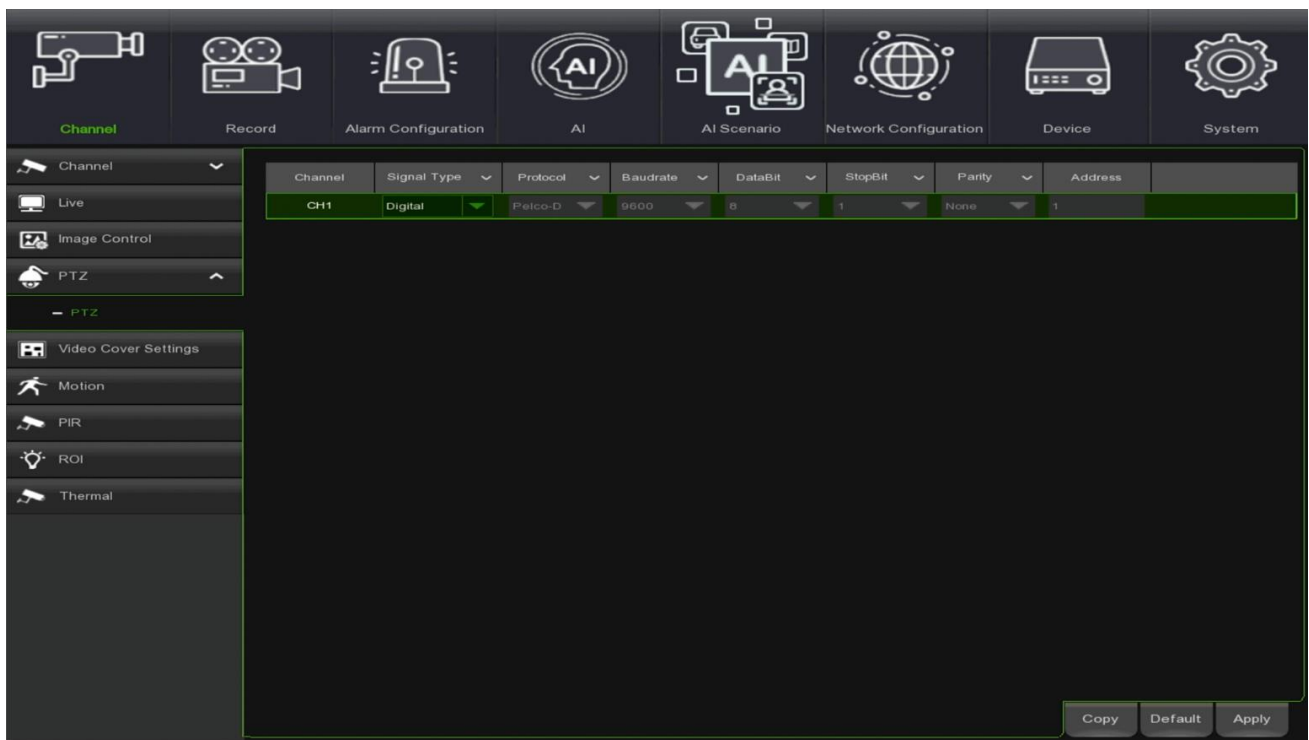 AI AI
Channel Record Alarm Configuration AI AI Scenario Network Configuration Device System
Channel
Live
Image Control
PTZ
PTZ
Video Cover Settings
Motion
PIR
ROI
Thermal
Channel Signal Type Protocol Baudrate DataBit StopBit Parity Address
CH1 Digital Pelco-D 9600 8 1 None 1
Copy Default Apply